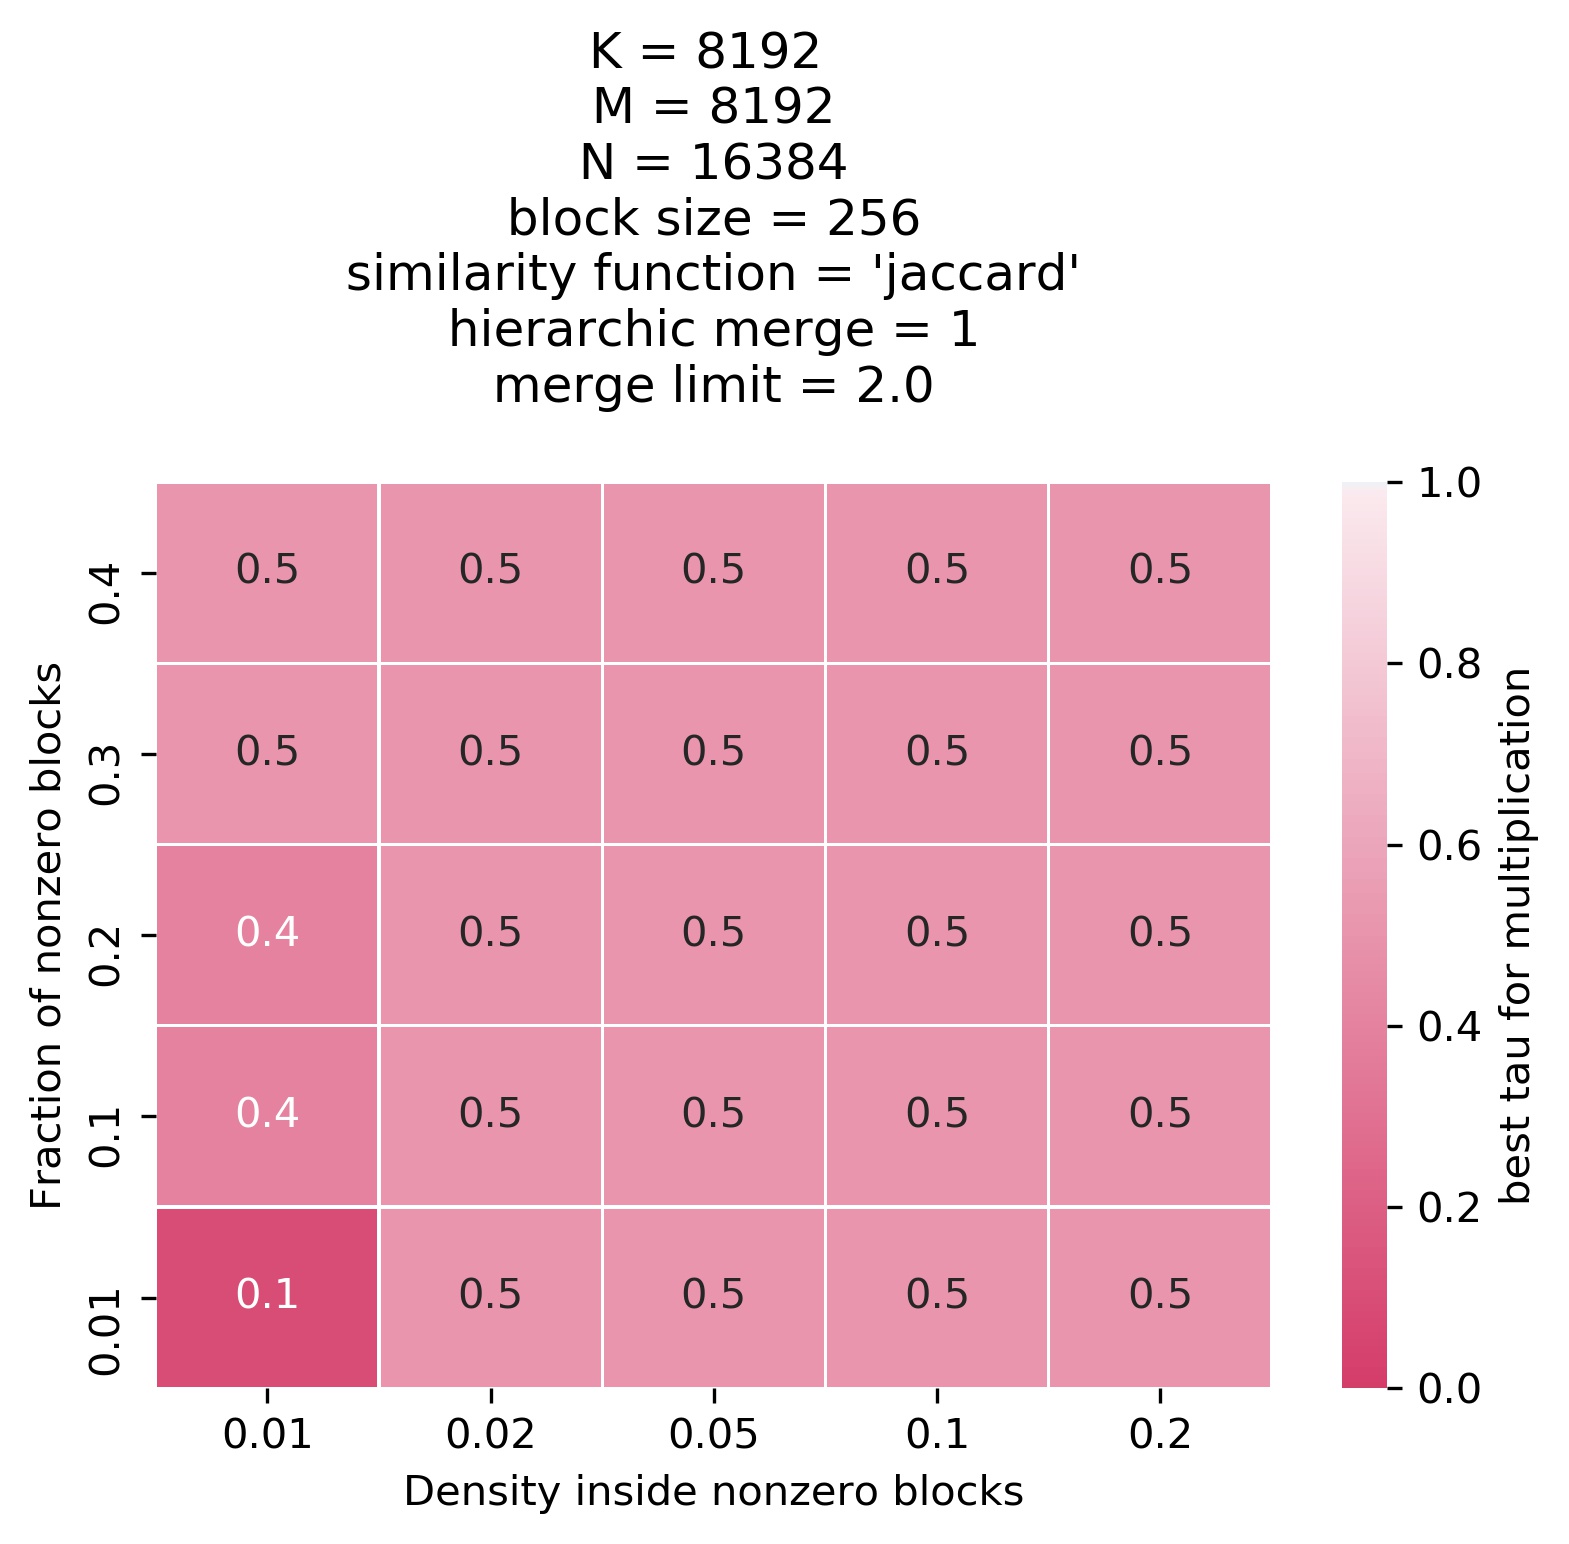 K = 8192
M = 8192
N = 16384
block size = 256
similarity function = 'jaccard'
hierarchic merge = 1
merge limit = 2.0
Fraction of nonzero blocks
0.4
0.5 0.5 0.5 0.5 0.5
0.3
0.5 0.5 0.5 0.5 0.5
0.2
0.4 0.5 0.5 0.5 0.5
0.1
0.4 0.5 0.5 0.5 0.5
0.01
0.1 0.5 0.5 0.5 0.5
0.01 0.02 0.05 0.1 0.2
Density inside nonzero blocks
1.0
0.8
0.6
0.4
0.2
0.0
best tau for multiplication